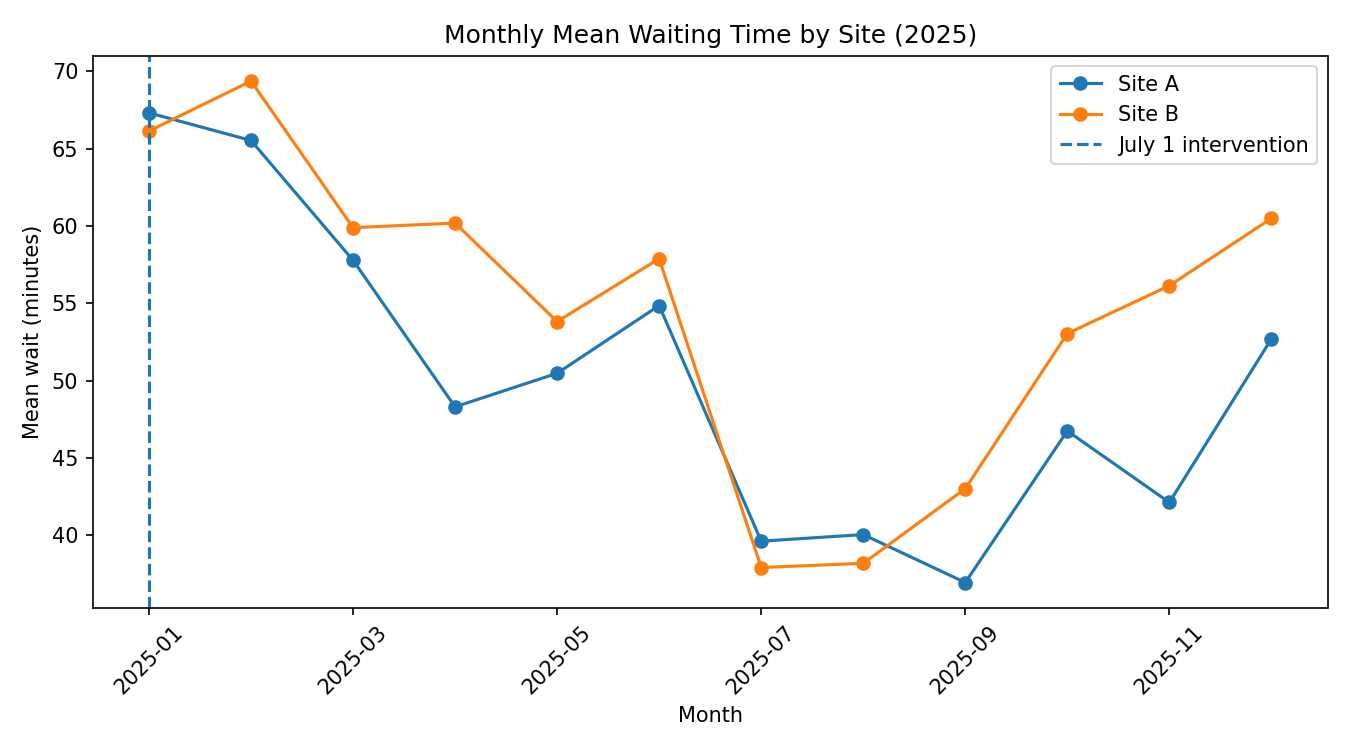 Monthly Mean Waiting Time by Site (2025)
Site A
Site B
July 1 intervention
Mean wait (minutes)
70
65
60
55
50
45
40
2025-01
2025-03
2025-05
2025-07
2025-09
2025-11
Month